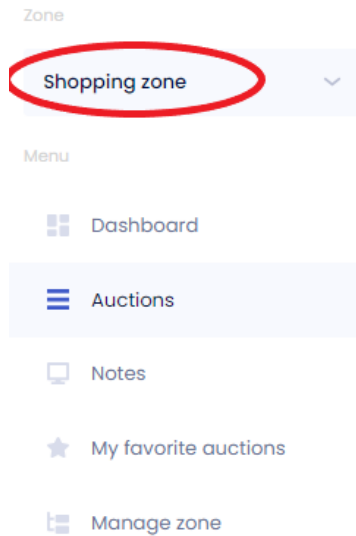 Zone
Shopping zone
Menu
Dashboard
Auctions
Notes
My favorite auctions
Manage zone